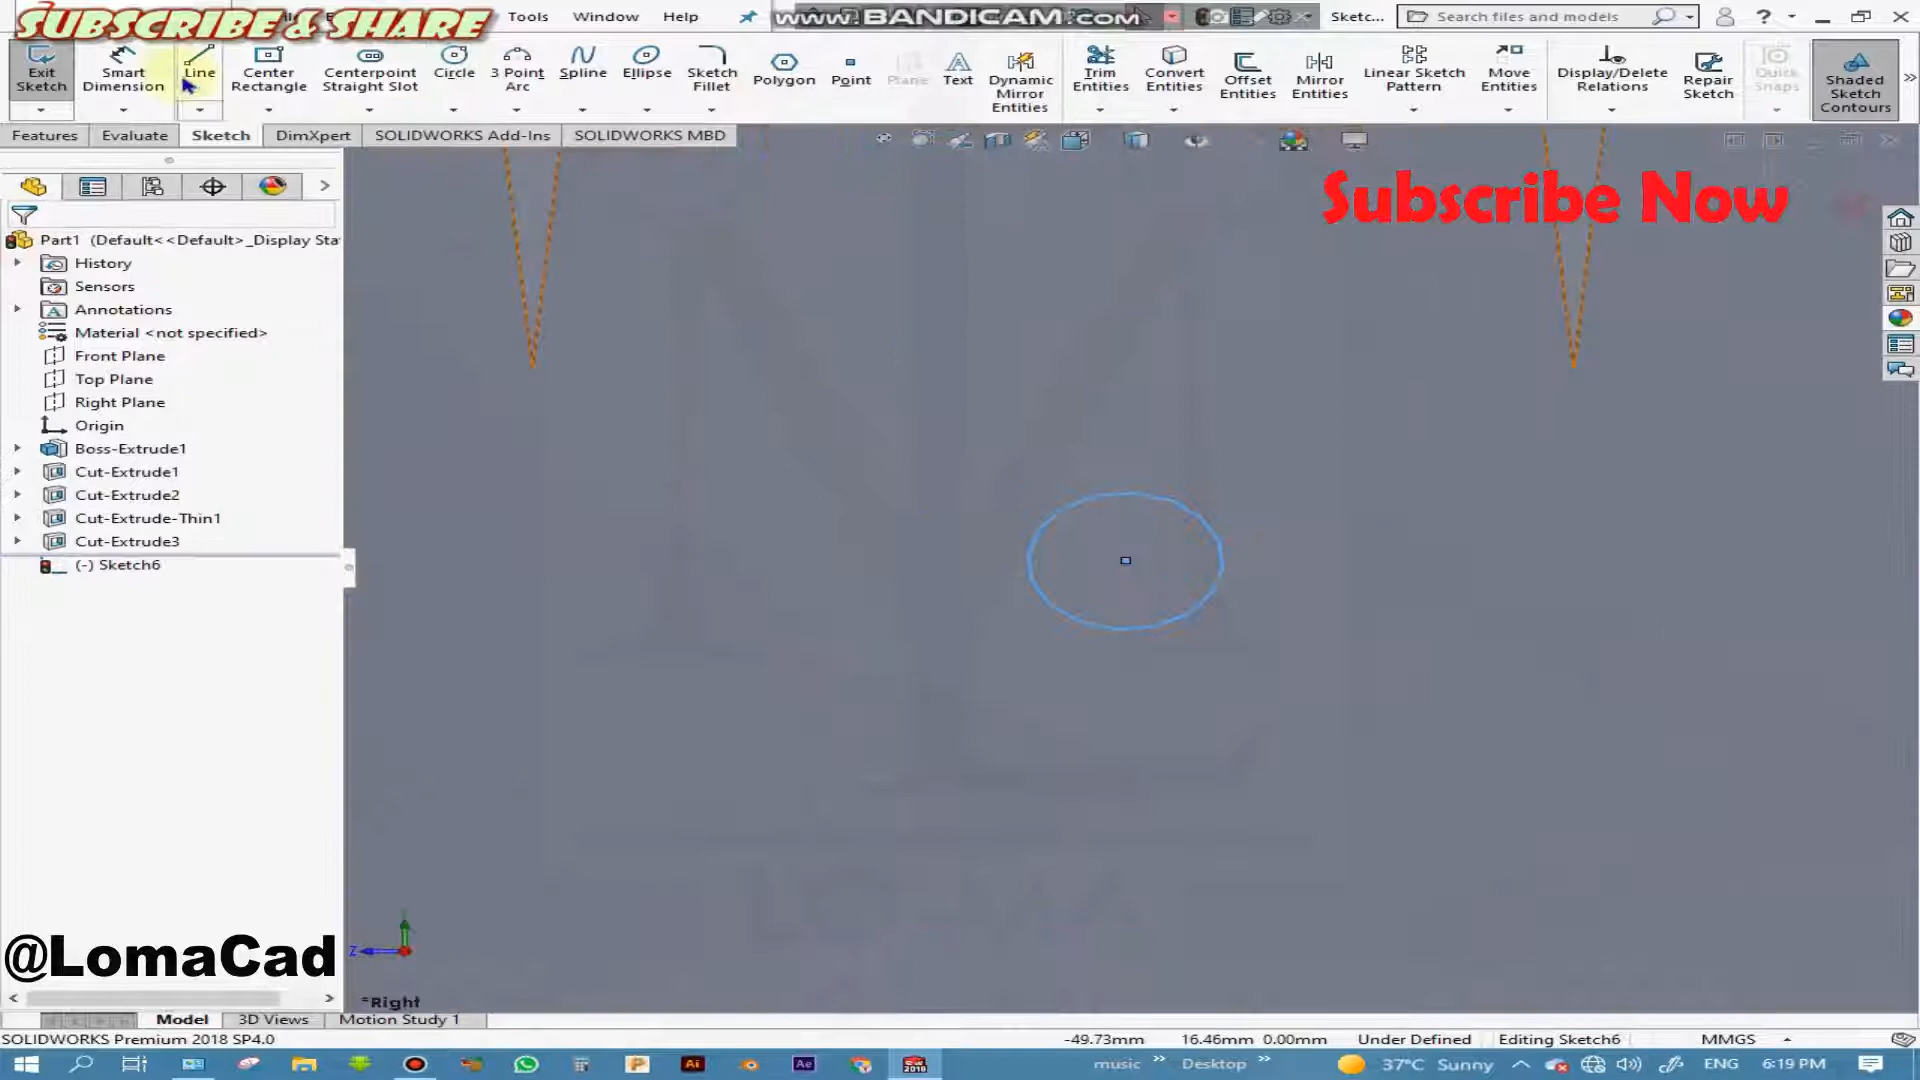 SUBSCRIBE & SHARE
Tools
Window
Help
www.BANDICAM.com
Sketc...
Search files and models
Exit Sketch
Smart Dimension
Line
Center Rectangle
Centerpoint Straight Slot
Circle
3 Point Arc
Spline
Ellipse
Sketch Fillet
Polygon
Point
Plane
Text
Dynamic Mirror Entities
Trim Entities
Convert Entities
Offset Entities
Mirror Entities
Linear Sketch Pattern
Move Entities
Display/Delete Relations
Repair Sketch
Quick Snaps
Shaded Sketch Contours
Features
Evaluate
Sketch
DimXpert
SOLIDWORKS Add-Ins
SOLIDWORKS MBD
Subscribe Now
Part1 (Default<<Default>_Display Sta
History
Sensors
Annotations
Material <not specified>
Front Plane
Top Plane
Right Plane
Origin
Boss-Extrude1
Cut-Extrude1
Cut-Extrude2
Cut-Extrude-Thin1
Cut-Extrude3
(-) Sketch6
@LomaCad
Z
*Right
Model
3D Views
Motion Study 1
SOLIDWORKS Premium 2018 SP4.0
-49.73mm
16.46mm 0.00mm
Under Defined
Editing Sketch6
MMGS
music
Desktop
37°C Sunny
ENG
6:19 PM